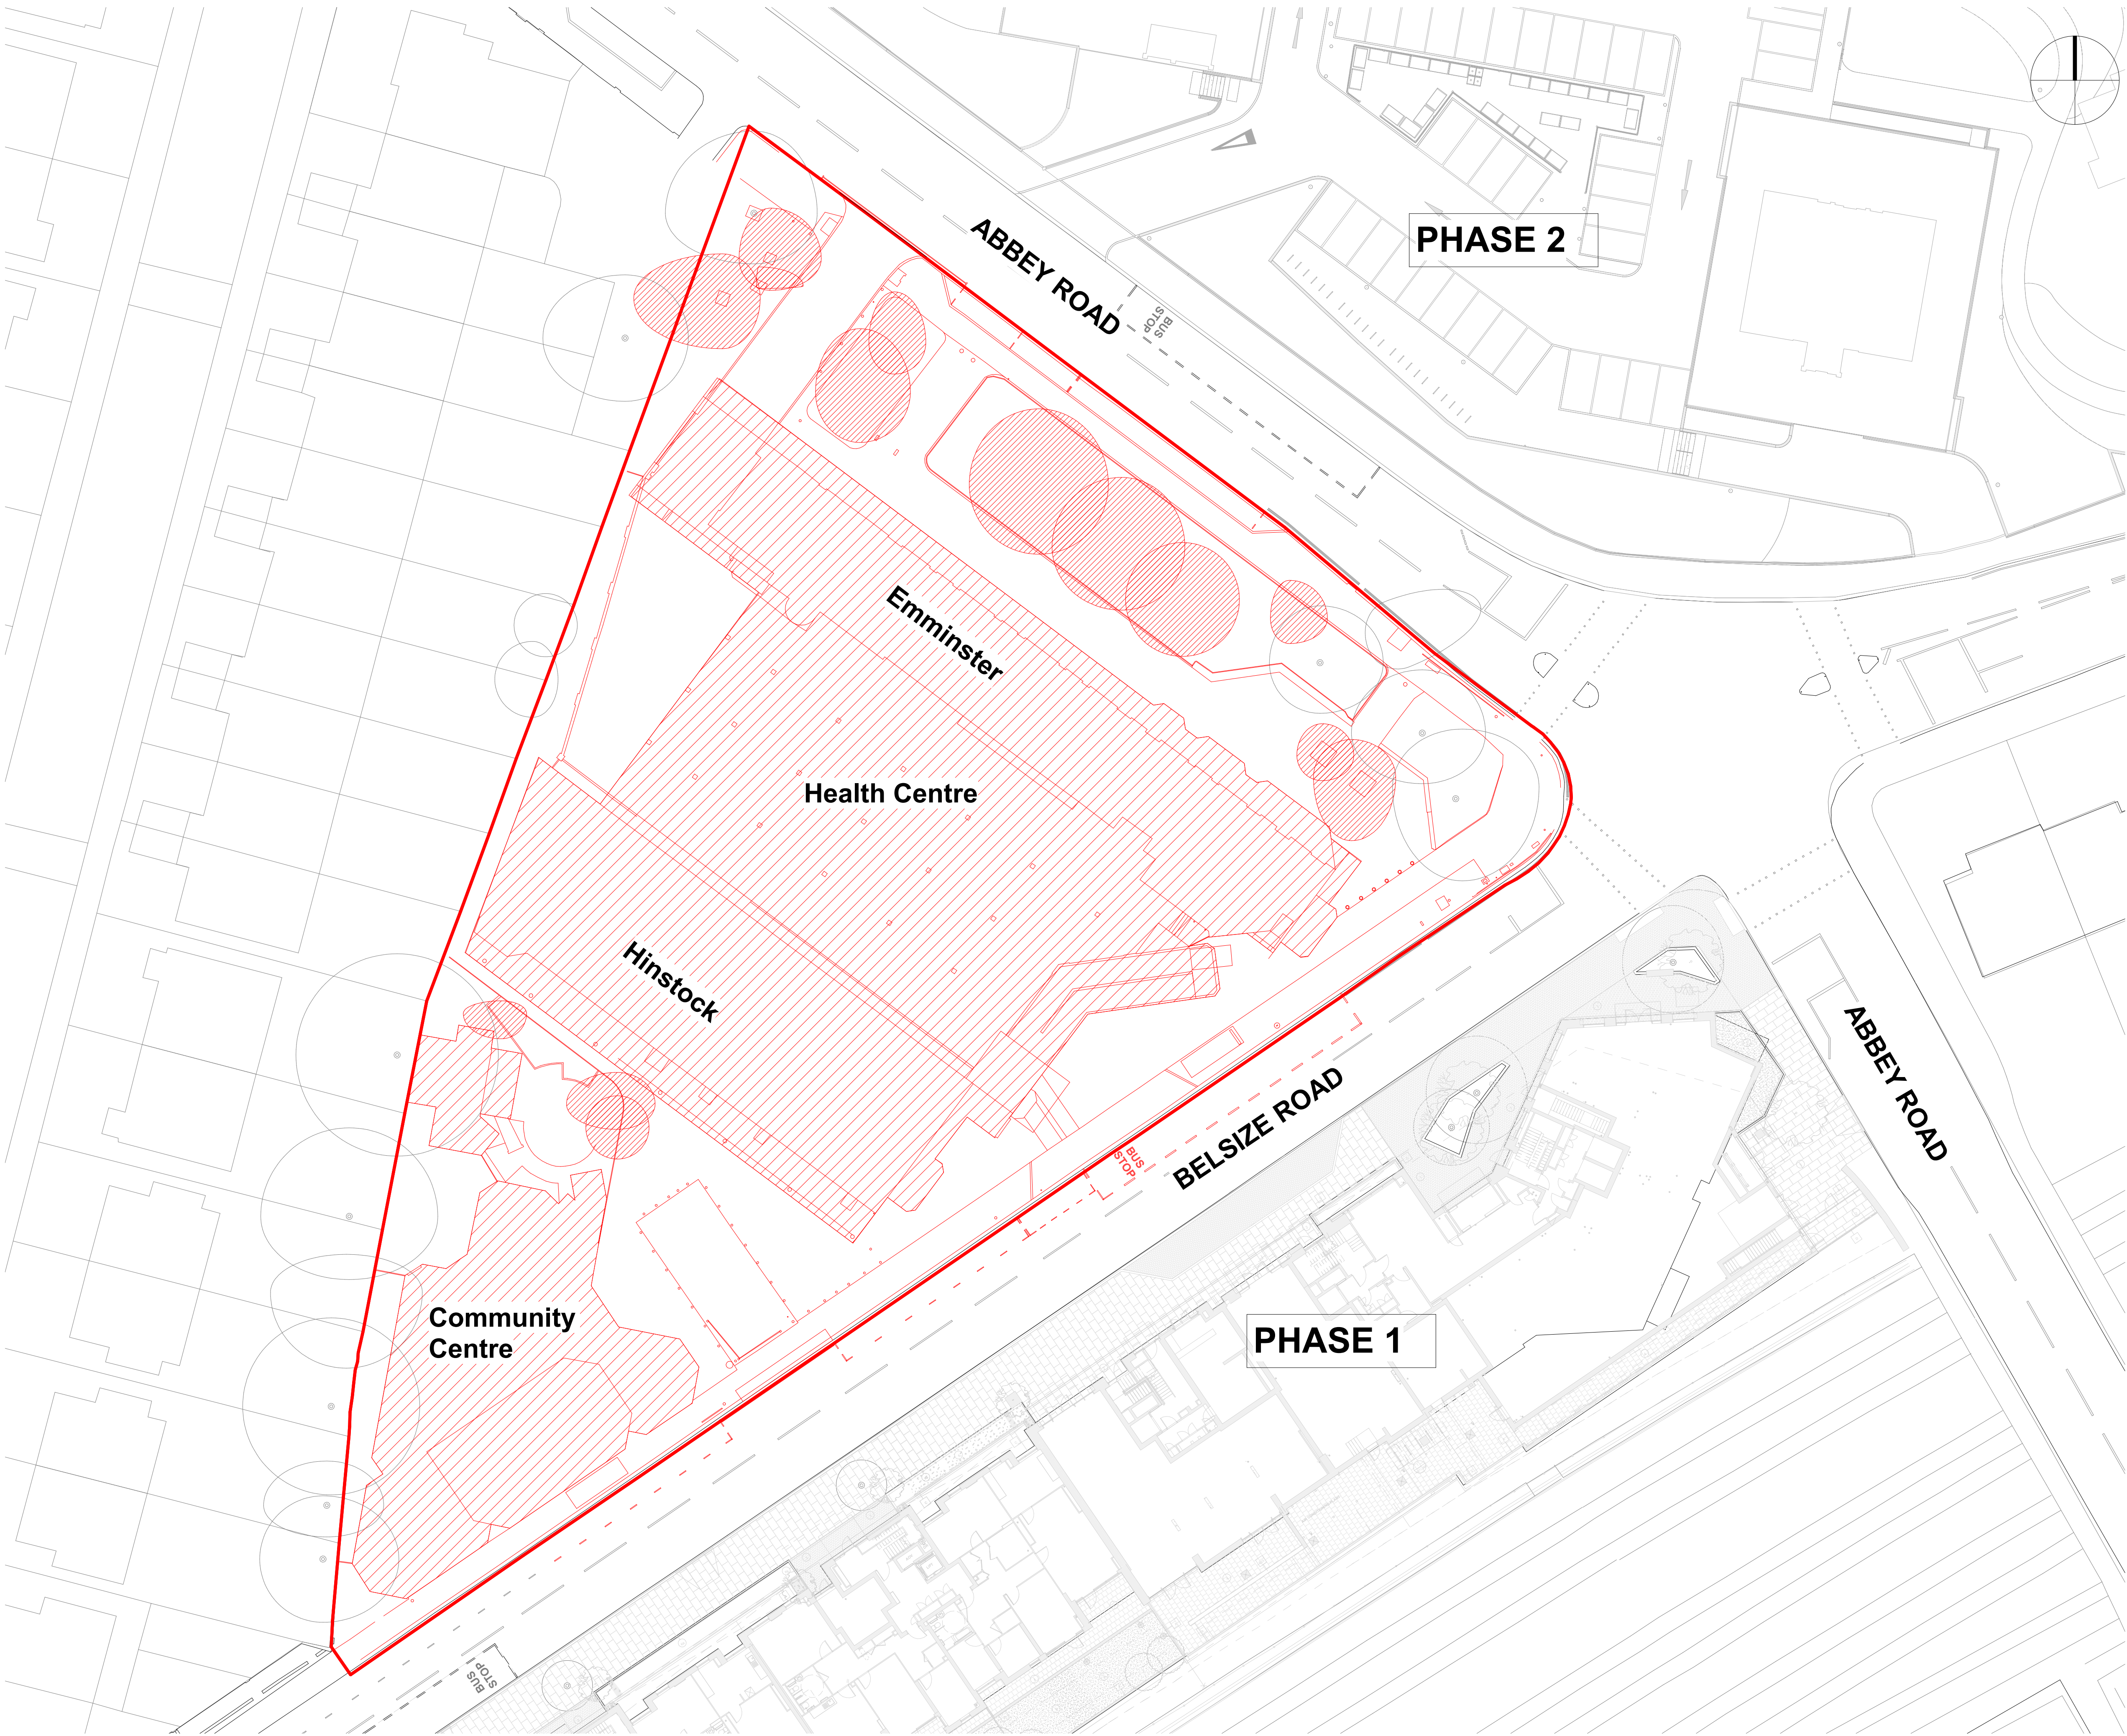 PHASE 2
ABBEY ROAD
BUS
STOP
Emminster
Health Centre
Hinstock
ABBEY ROAD
BELSIZE ROAD
BUS
STOP
Community
Centre
PHASE 1
BUS
STOP